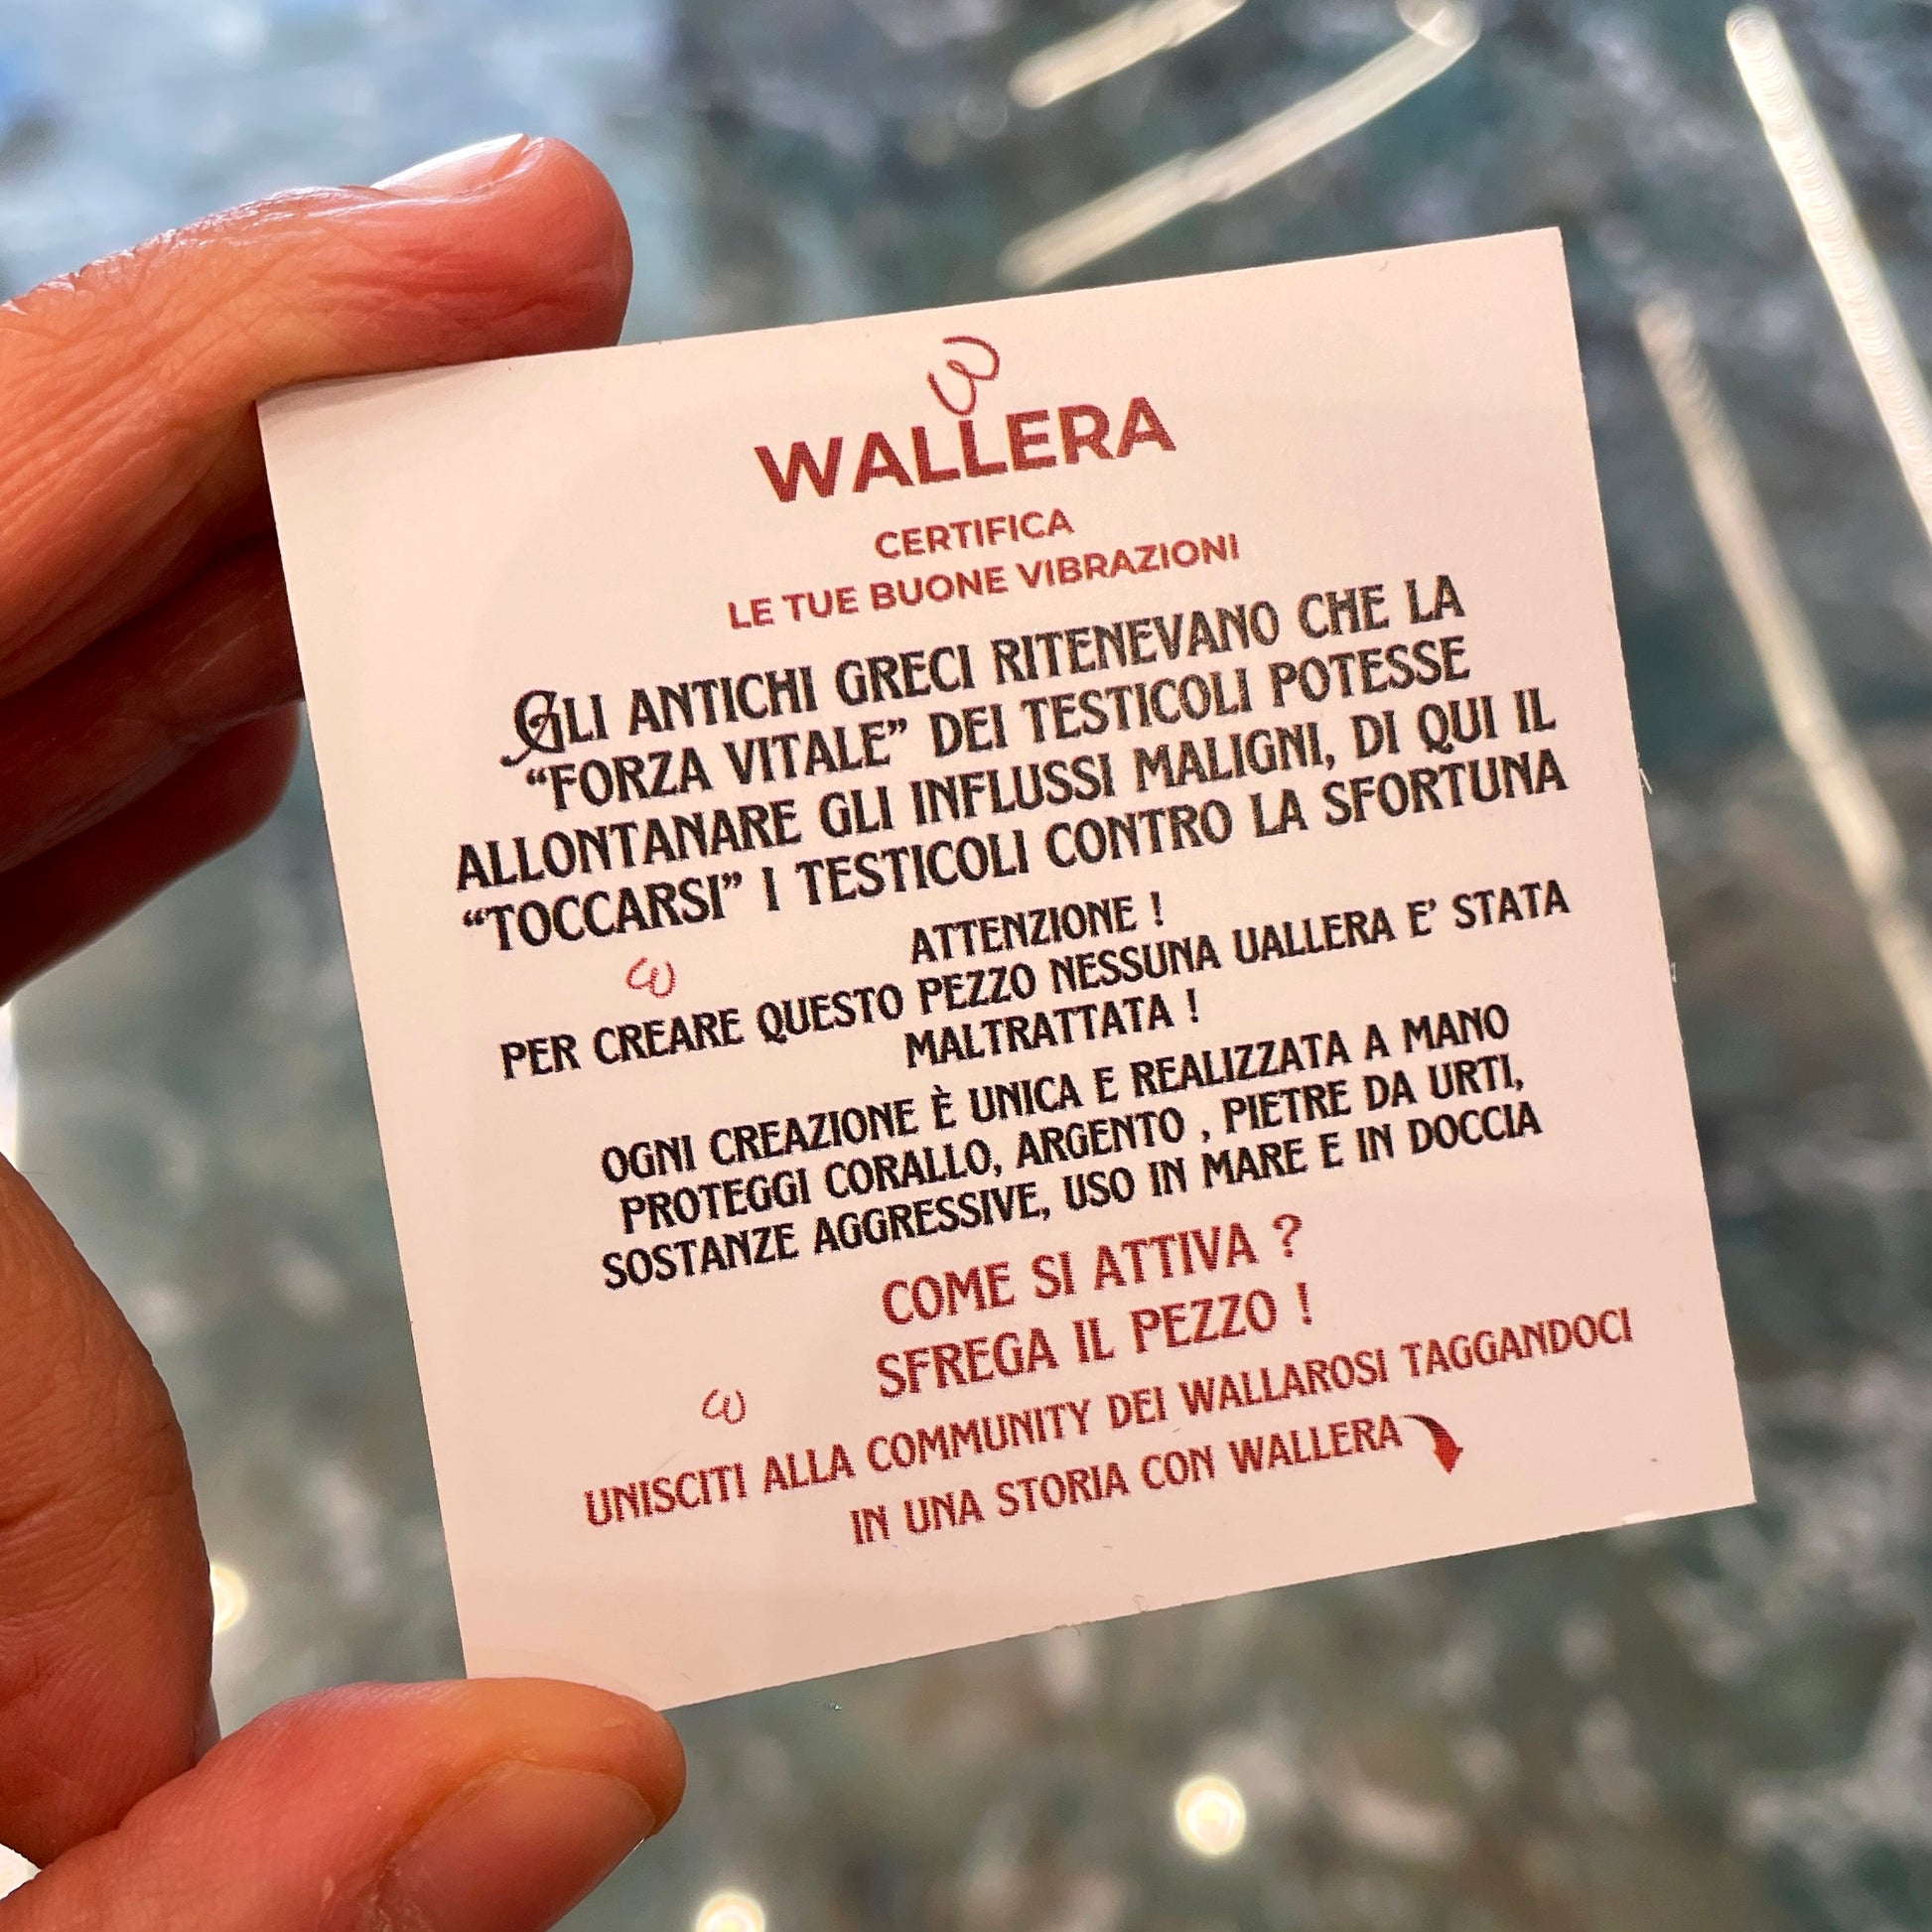 WALLERA
CERTIFICA
LE TUE BUONE VIBRAZIONI
GLI ANTICHI GRECI RITENEVANO CHE LA
“FORZA VITALE” DEI TESTICOLI POTESSE
ALLONTANARE GLI INFLUSSI MALIGNI, DI QUI IL
“TOCCARSI” I TESTICOLI CONTRO LA SFORTUNA
ATTENZIONE !
PER CREARE QUESTO PEZZO NESSUNA UALLERA E’ STATA
MALTRATTATA !
OGNI CREAZIONE È UNICA E REALIZZATA A MANO
PROTEGGI CORALLO, ARGENTO , PIETRE DA URTI,
SOSTANZE AGGRESSIVE, USO IN MARE E IN DOCCIA
COME SI ATTIVA ?
SFREGA IL PEZZO !
UNISCITI ALLA COMMUNITY DEI WALLAROSI TAGGANDOCI
IN UNA STORIA CON WALLERA